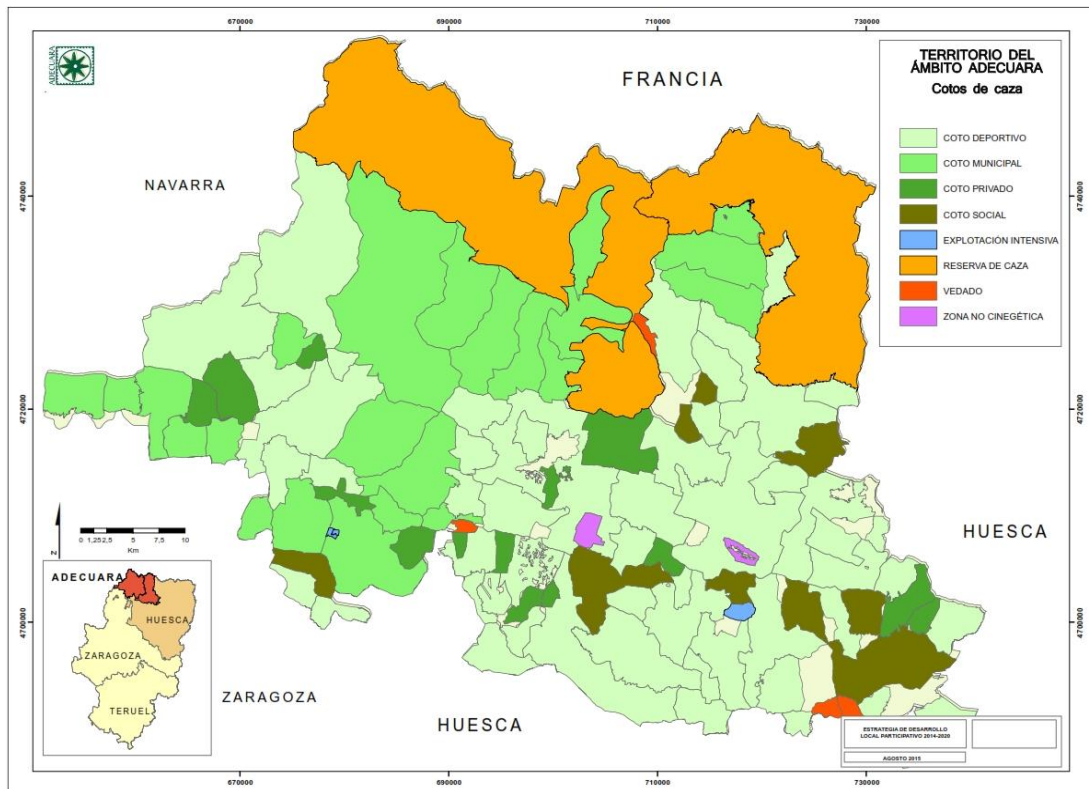 670000
690000
710000
730000
ADECUARA
FRANCIA
TERRITORIO DEL
ÁMBITO ADECUARA
Cotos de caza
COTO DEPORTIVO
COTO MUNICIPAL
COTO PRIVADO
COTO SOCIAL
EXPLOTACIÓN INTENSIVA
RESERVA DE CAZA
VEDADO
ZONA NO CINEGÉTICA
NAVARRA
4740000
4740000
4720000
4720000
HUESCA
Z
0 1,252,5 5 7,5 10
Km
ADECUARA
HUESCA
ZARAGOZA
TERUEL
4700000
4700000
ZARAGOZA
HUESCA
ESTRATEGIA DE DESARROLLO
LOCAL PARTICIPATIVO 2014-2020
AGOSTO 2015
670000
690000
710000
730000